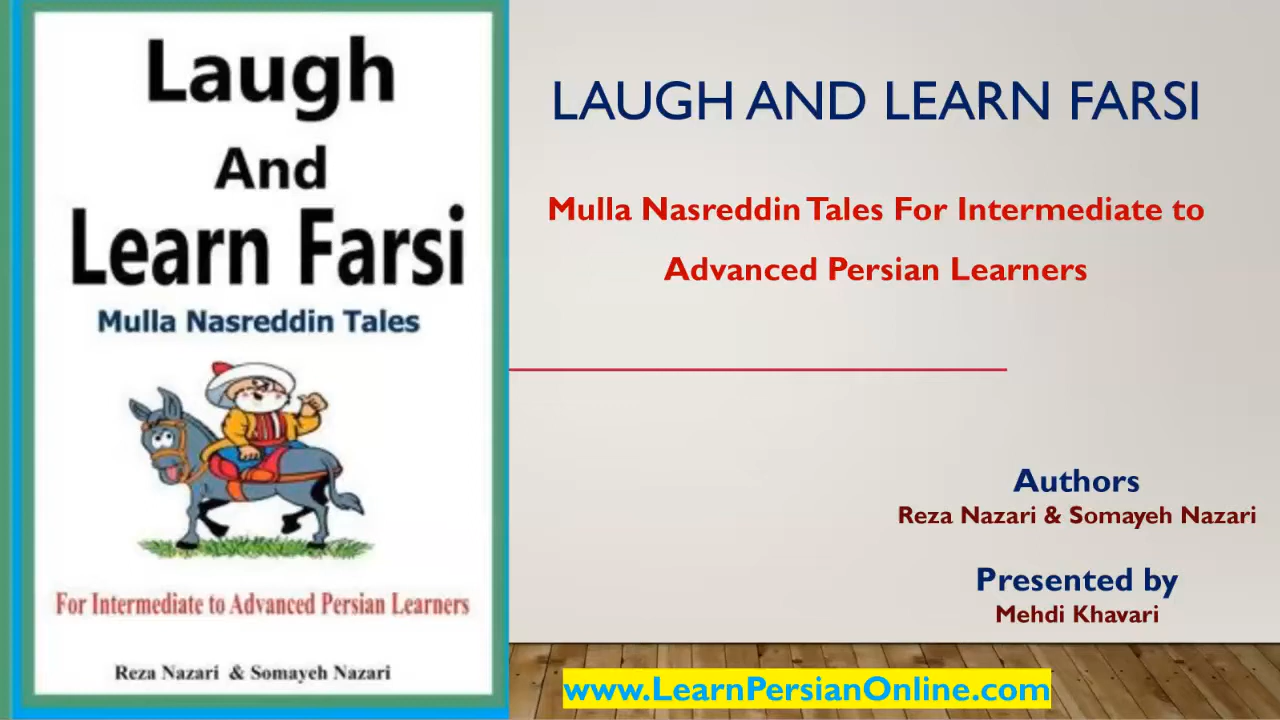 Laugh
And
Learn Farsi
Mulla Nasreddin Tales
For Intermediate to Advanced Persian Learners
Reza Nazari & Somayeh Nazari
LAUGH AND LEARN FARSI
Mulla Nasreddin Tales For Intermediate to
Advanced Persian Learners
Authors
Reza Nazari & Somayeh Nazari
Presented by
Mehdi Khavari
www.LearnPersianOnline.com